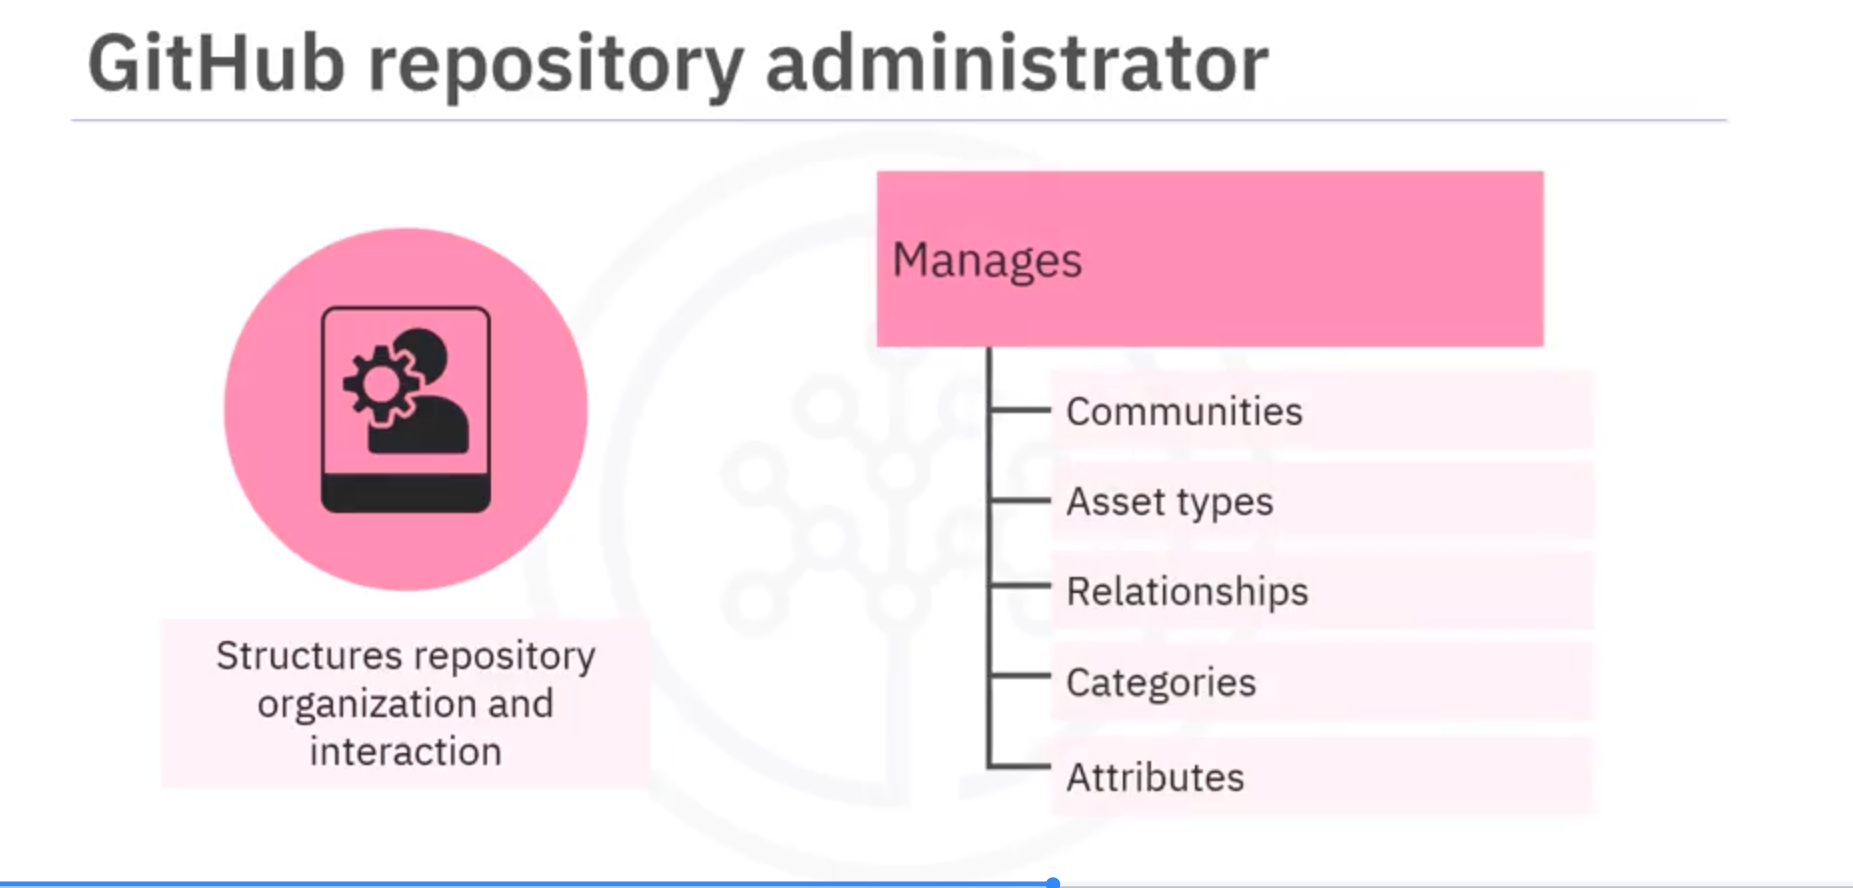 GitHub repository administrator
Structures repository
organization and
interaction
Manages
Communities
Asset types
Relationships
Categories
Attributes